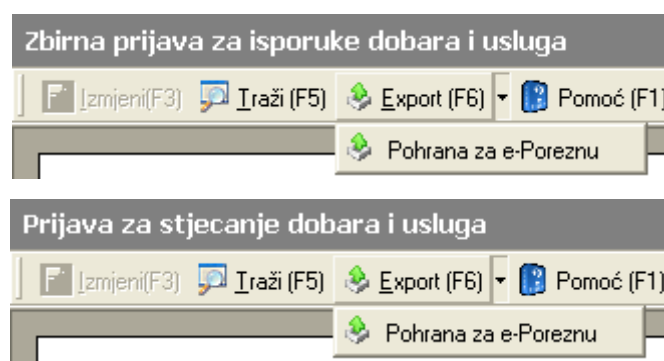 Zbirna prijava za isporuke dobara i usluga
Izmjeni(F3) Traži (F5) Export (F6) Pomoć (F1)
Pohrana za e-Poreznu
Prijava za stjecanje dobara i usluga
Izmjeni(F3) Traži (F5) Export (F6) Pomoć (F1)
Pohrana za e-Poreznu